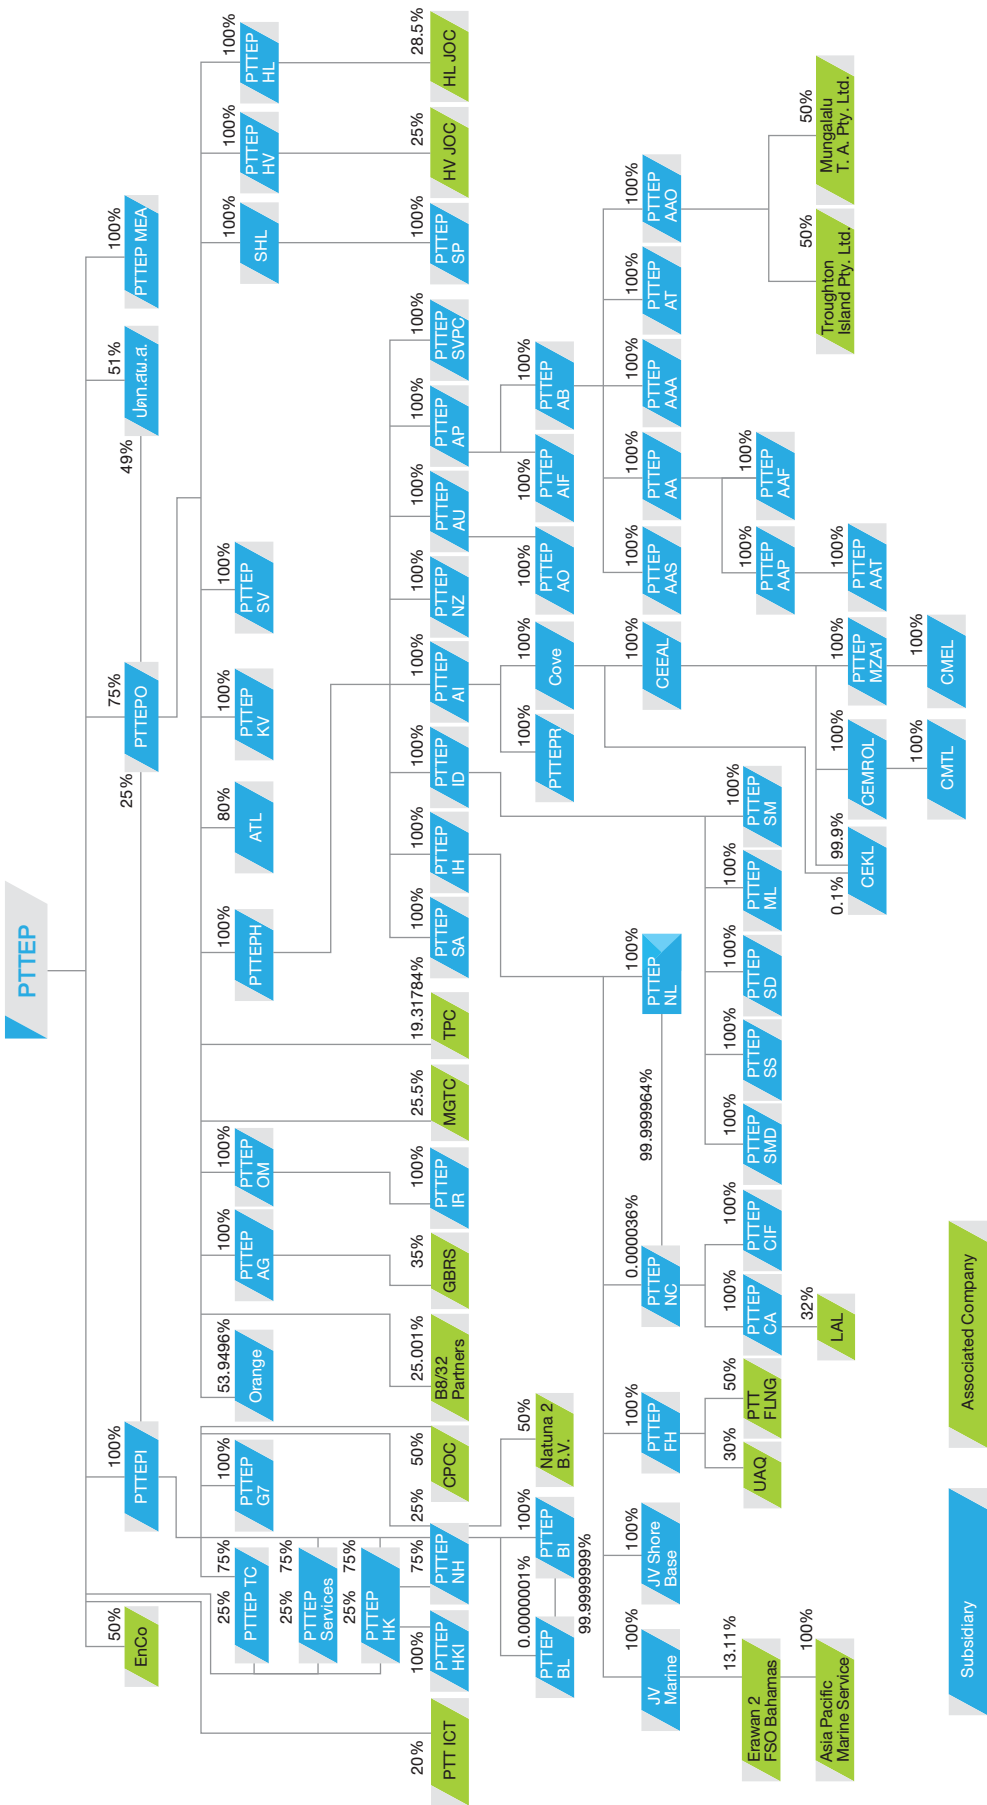 PTTEP
50%
EnCo
100%
PTTEPI
25%
75%
PTTEPO
49%
51%
ปตท.สผ.ส.
100%
PTTEP MEA
25%
75%
PTTEP TC
100%
PTTEP
G7
53.9496%
Orange
100%
PTTEP
AG
100%
PTTEP
OM
100%
PTTEPH
80%
ATL
100%
PTTEP
KV
100%
PTTEP
SV
100%
SHL
100%
PTTEP
HV
100%
PTTEP
HL
25%
75%
PTTEP
Services
25%
75%
PTTEP
HK
20%
PTT ICT
100%
PTTEP
HKI
75%
25%
PTTEP
NH
50%
CPOC
25.001%
B8/32
Partners
35%
GBRS
100%
PTTEP
IR
25.5%
MGTC
19.31784%
TPC
100%
PTTEP
SA
100%
PTTEP
IH
100%
PTTEP
ID
100%
PTTEP
AI
100%
PTTEP
NZ
100%
PTTEP
AU
100%
PTTEP
AP
100%
PTTEP
SVPC
100%
PTTEP
SP
25%
HV JOC
28.5%
HL JOC
0.0000001%
PTTEP
BL
99.9999999%
100%
PTTEP
BI
50%
Natuna 2
B.V.
100%
PTTEPR
100%
Cove
100%
PTTEP
AO
100%
PTTEP
AIF
100%
PTTEP
AB
100%
JV
Marine
100%
JV Shore
Base
100%
PTTEP
FH
0.0000036%
PTTEP
NC
99.999964%
100%
PTTEP
NL
100%
CEEAL
100%
PTTEP
AAS
100%
PTTEP
AA
100%
PTTEP
AAA
100%
PTTEP
AT
100%
PTTEP
AAO
13.11%
Erawan 2
FSO Bahamas
30%
UAQ
50%
PTT
FLNG
100%
PTTEP
CA
100%
PTTEP
CIF
100%
PTTEP
SMD
100%
PTTEP
SS
100%
PTTEP
SD
100%
PTTEP
ML
100%
PTTEP
SM
100%
PTTEP
AAP
100%
PTTEP
AAF
100%
Asia Pacific
Marine Service
32%
LAL
0.1%
99.9%
CEKL
100%
CEMROL
100%
PTTEP
MZA1
100%
PTTEP
AAT
50%
Troughton
Island Pty. Ltd.
50%
Mungalalu
T. A. Pty. Ltd.
100%
CMTL
100%
CMEL
Subsidiary
Associated Company